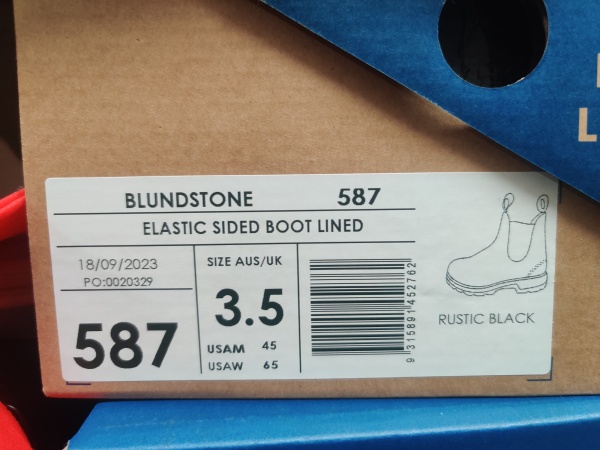 BLUNDSTONE 587
ELASTIC SIDED BOOT LINED
18/09/2023
PO:0020329
587
SIZE AUS/UK
3.5
USAM 45
USAW 65
9 315891 452762
RUSTIC BLACK
L